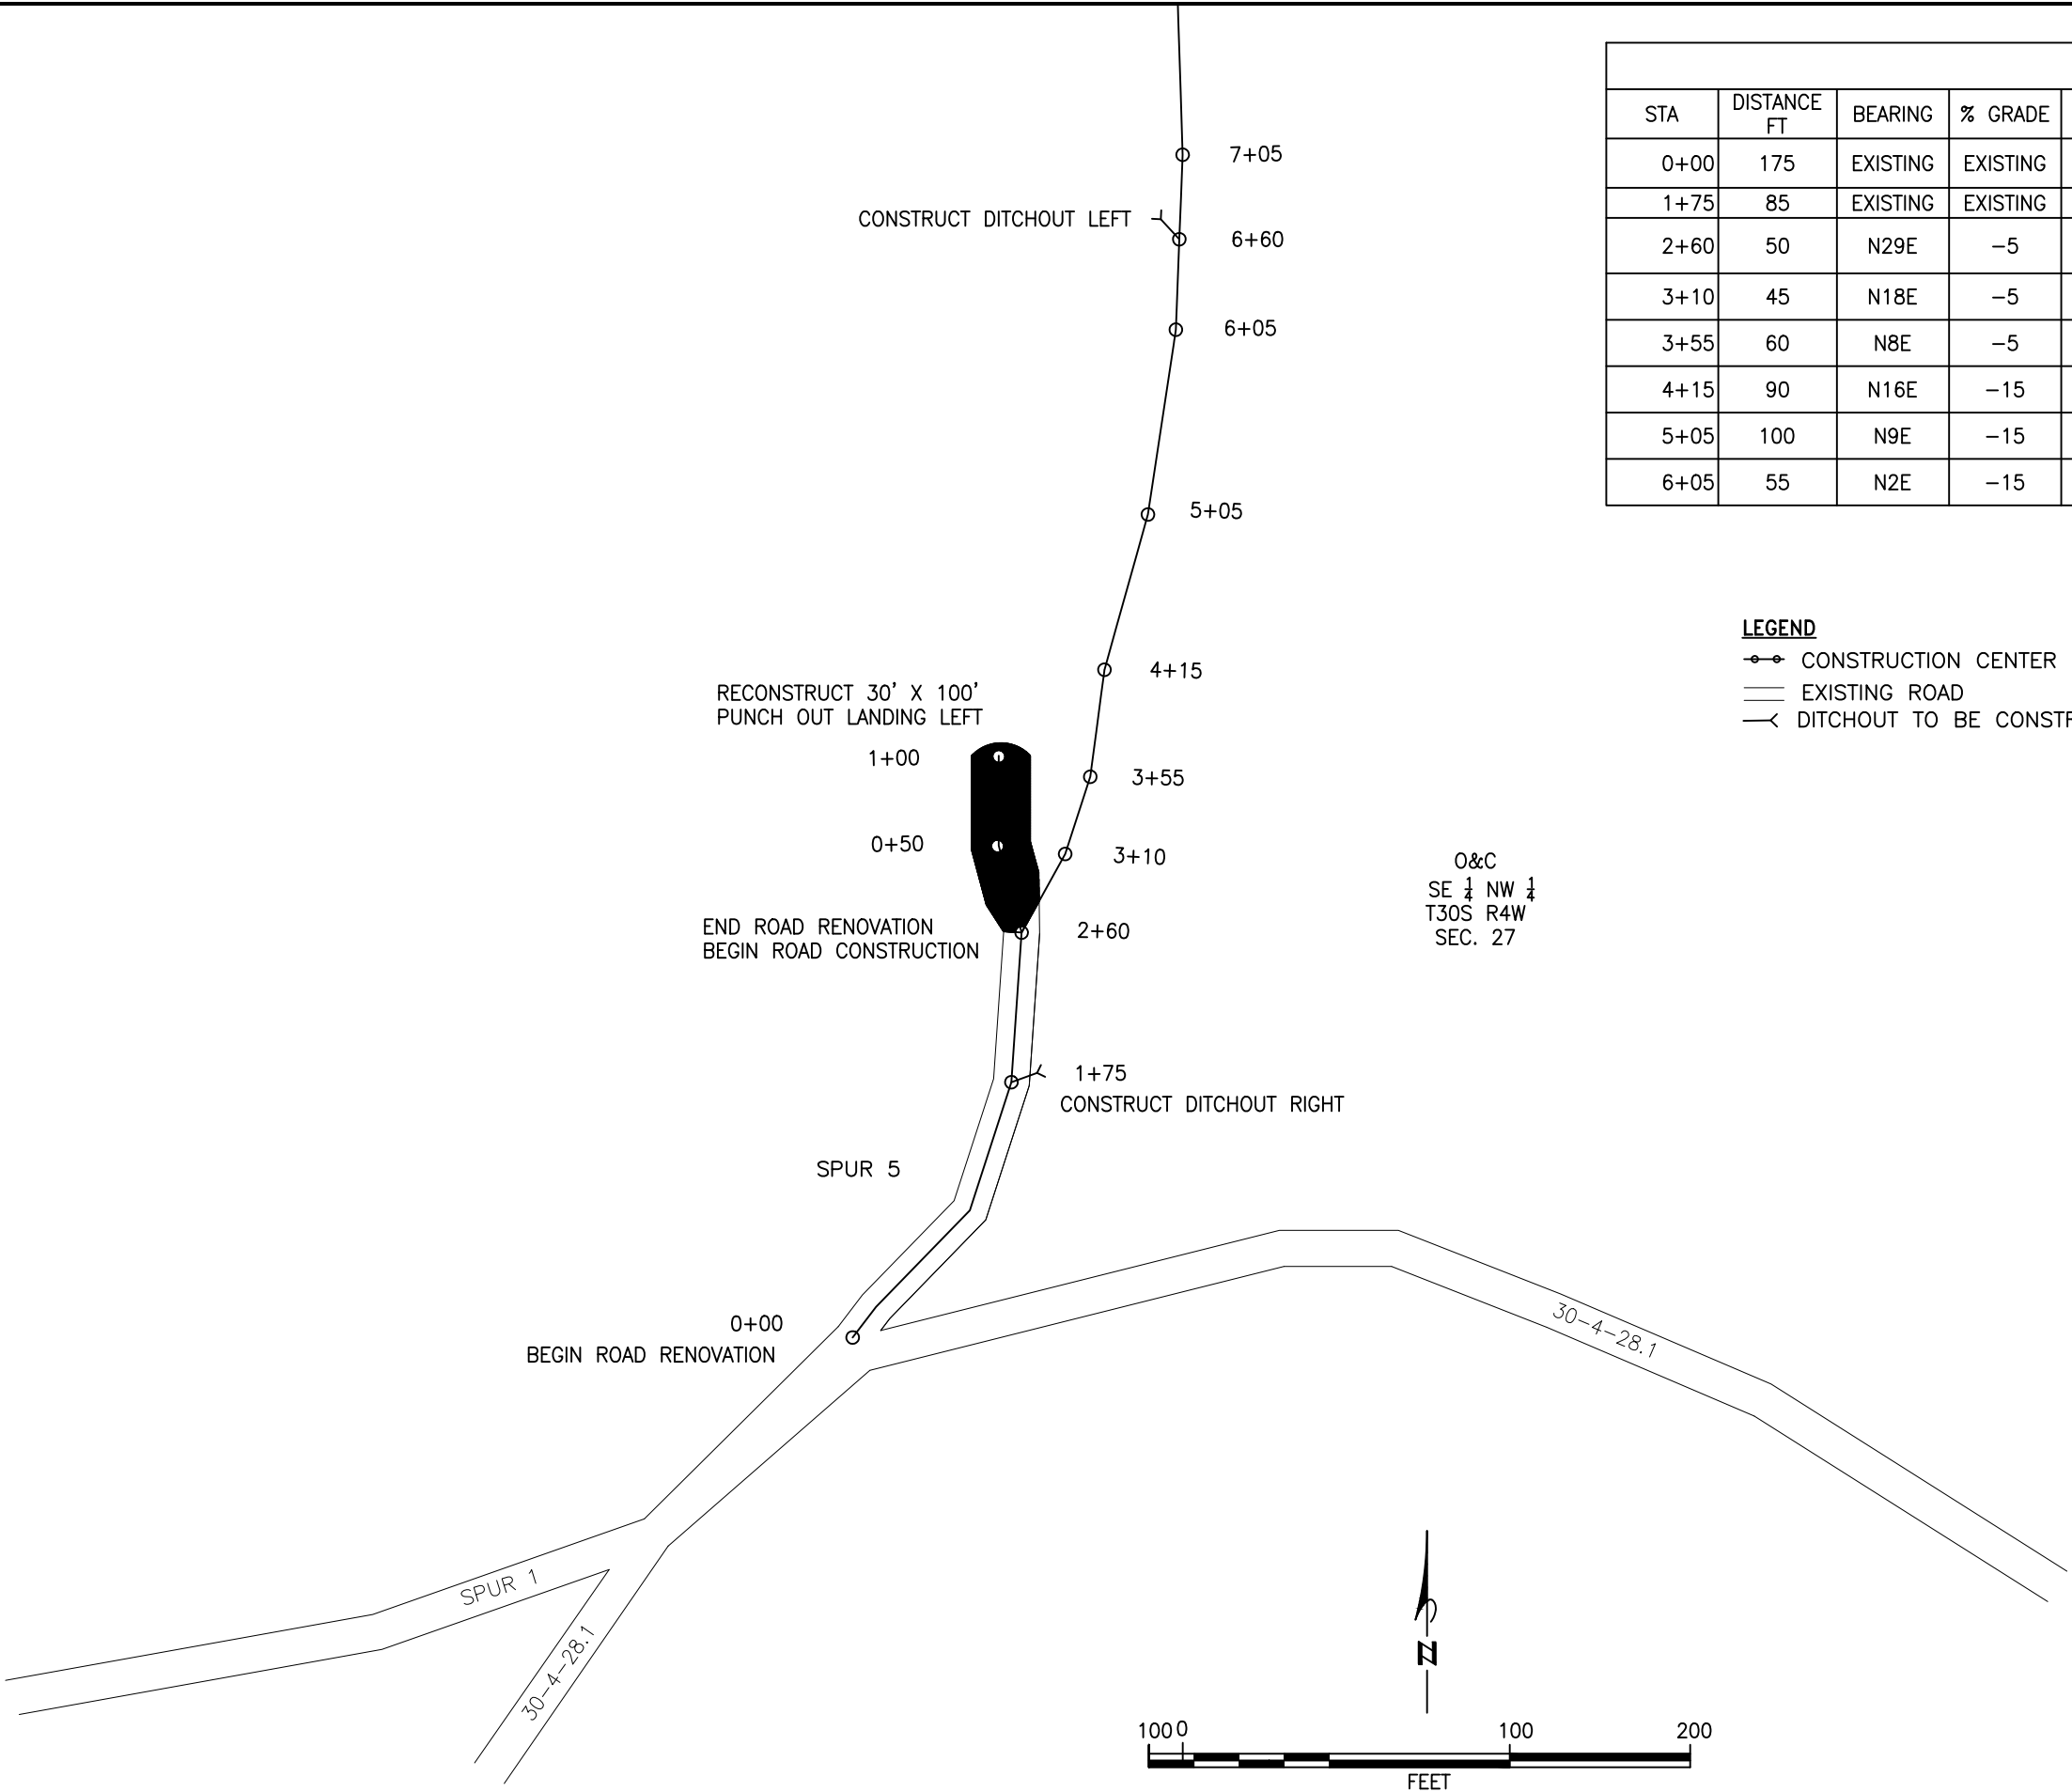 STA DISTANCE FT BEARING % GRADE
0+00 175 EXISTING EXISTING
1+75 85 EXISTING EXISTING
2+60 50 N29E -5
3+10 45 N18E -5
3+55 60 N8E -5
4+15 90 N16E -15
5+05 100 N9E -15
6+05 55 N2E -15
7+05
CONSTRUCT DITCHOUT LEFT
6+60
6+05
5+05
LEGEND
CONSTRUCTION CENTER
EXISTING ROAD
DITCHOUT TO BE CONSTR
4+15
RECONSTRUCT 30' X 100'
PUNCH OUT LANDING LEFT
1+00
3+55
0+50
3+10
O&C
SE 1/4 NW 1/4
T30S R4W
SEC. 27
END ROAD RENOVATION
BEGIN ROAD CONSTRUCTION
2+60
1+75
CONSTRUCT DITCHOUT RIGHT
SPUR 5
0+00
BEGIN ROAD RENOVATION
30-4-28.1
SPUR 1
30-4-28.1
N
100 0 100 200
FEET